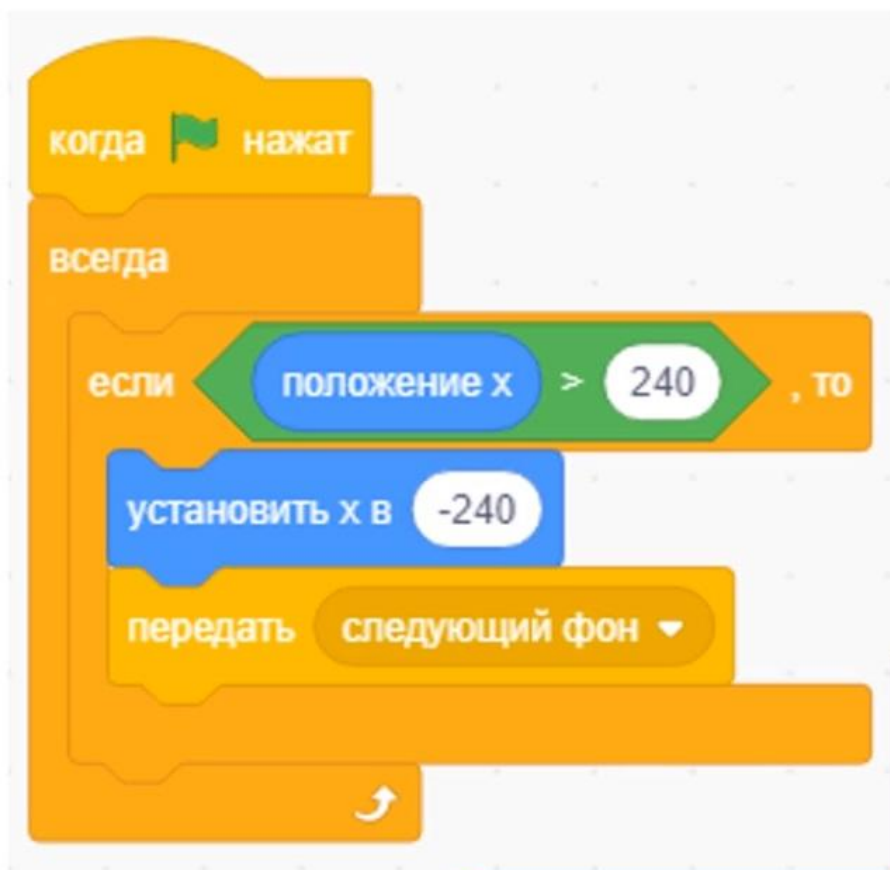 когда нажат
всегда
если положение x > 240 , то
установить x в -240
передать следующий фон